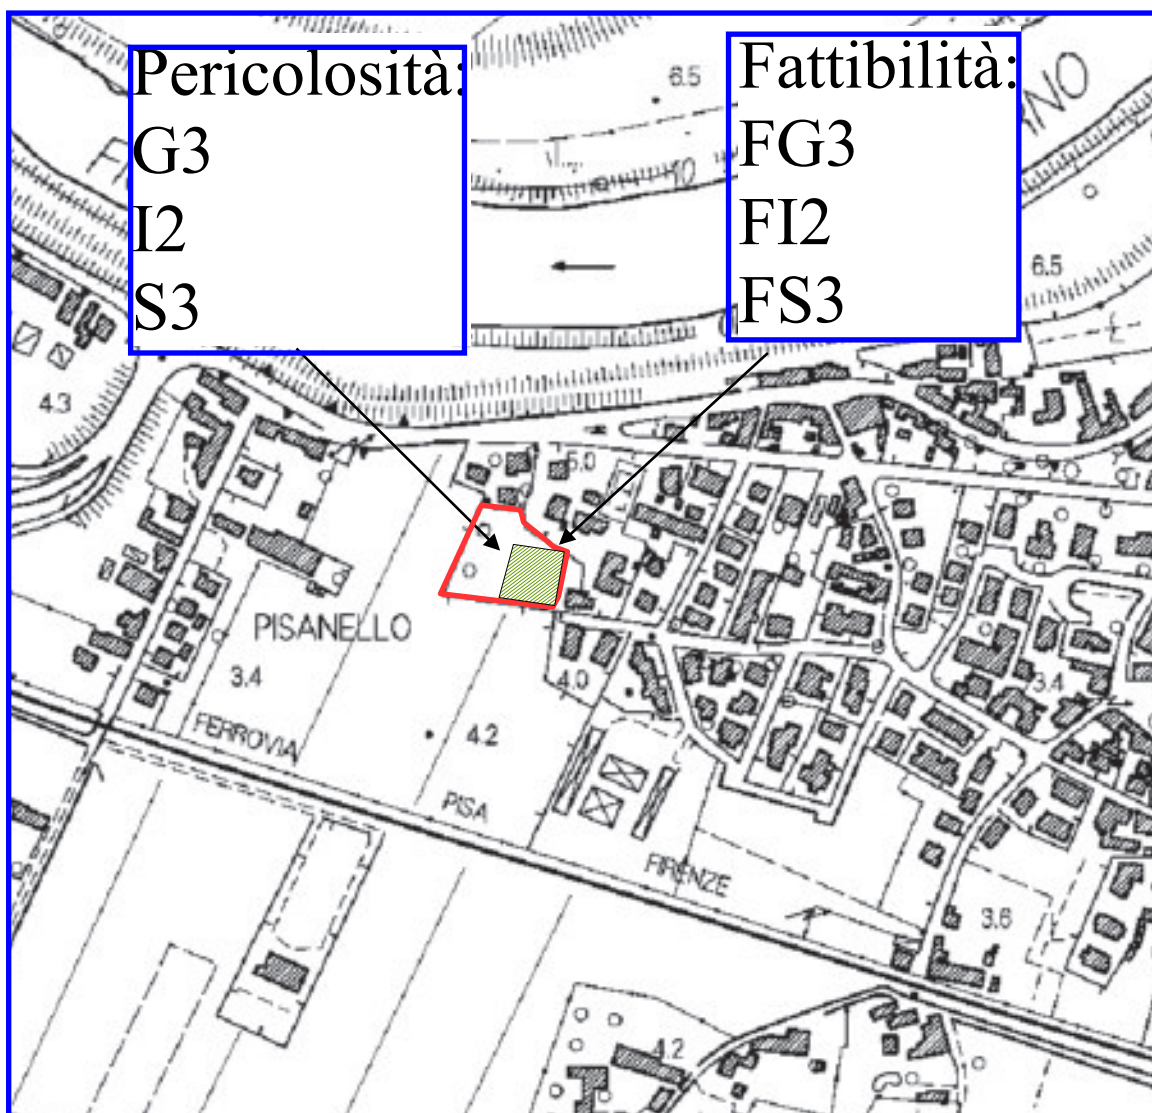 Pericolosità:
G3
I2
S3
Fattibilità:
FG3
FI2
FS3
6.5
10
6.5
4.3
5.0
PISANELLO
3.4
4.0
3.4
FERROVIA
4.2
PISA
FIRENZE
3.6
4.2